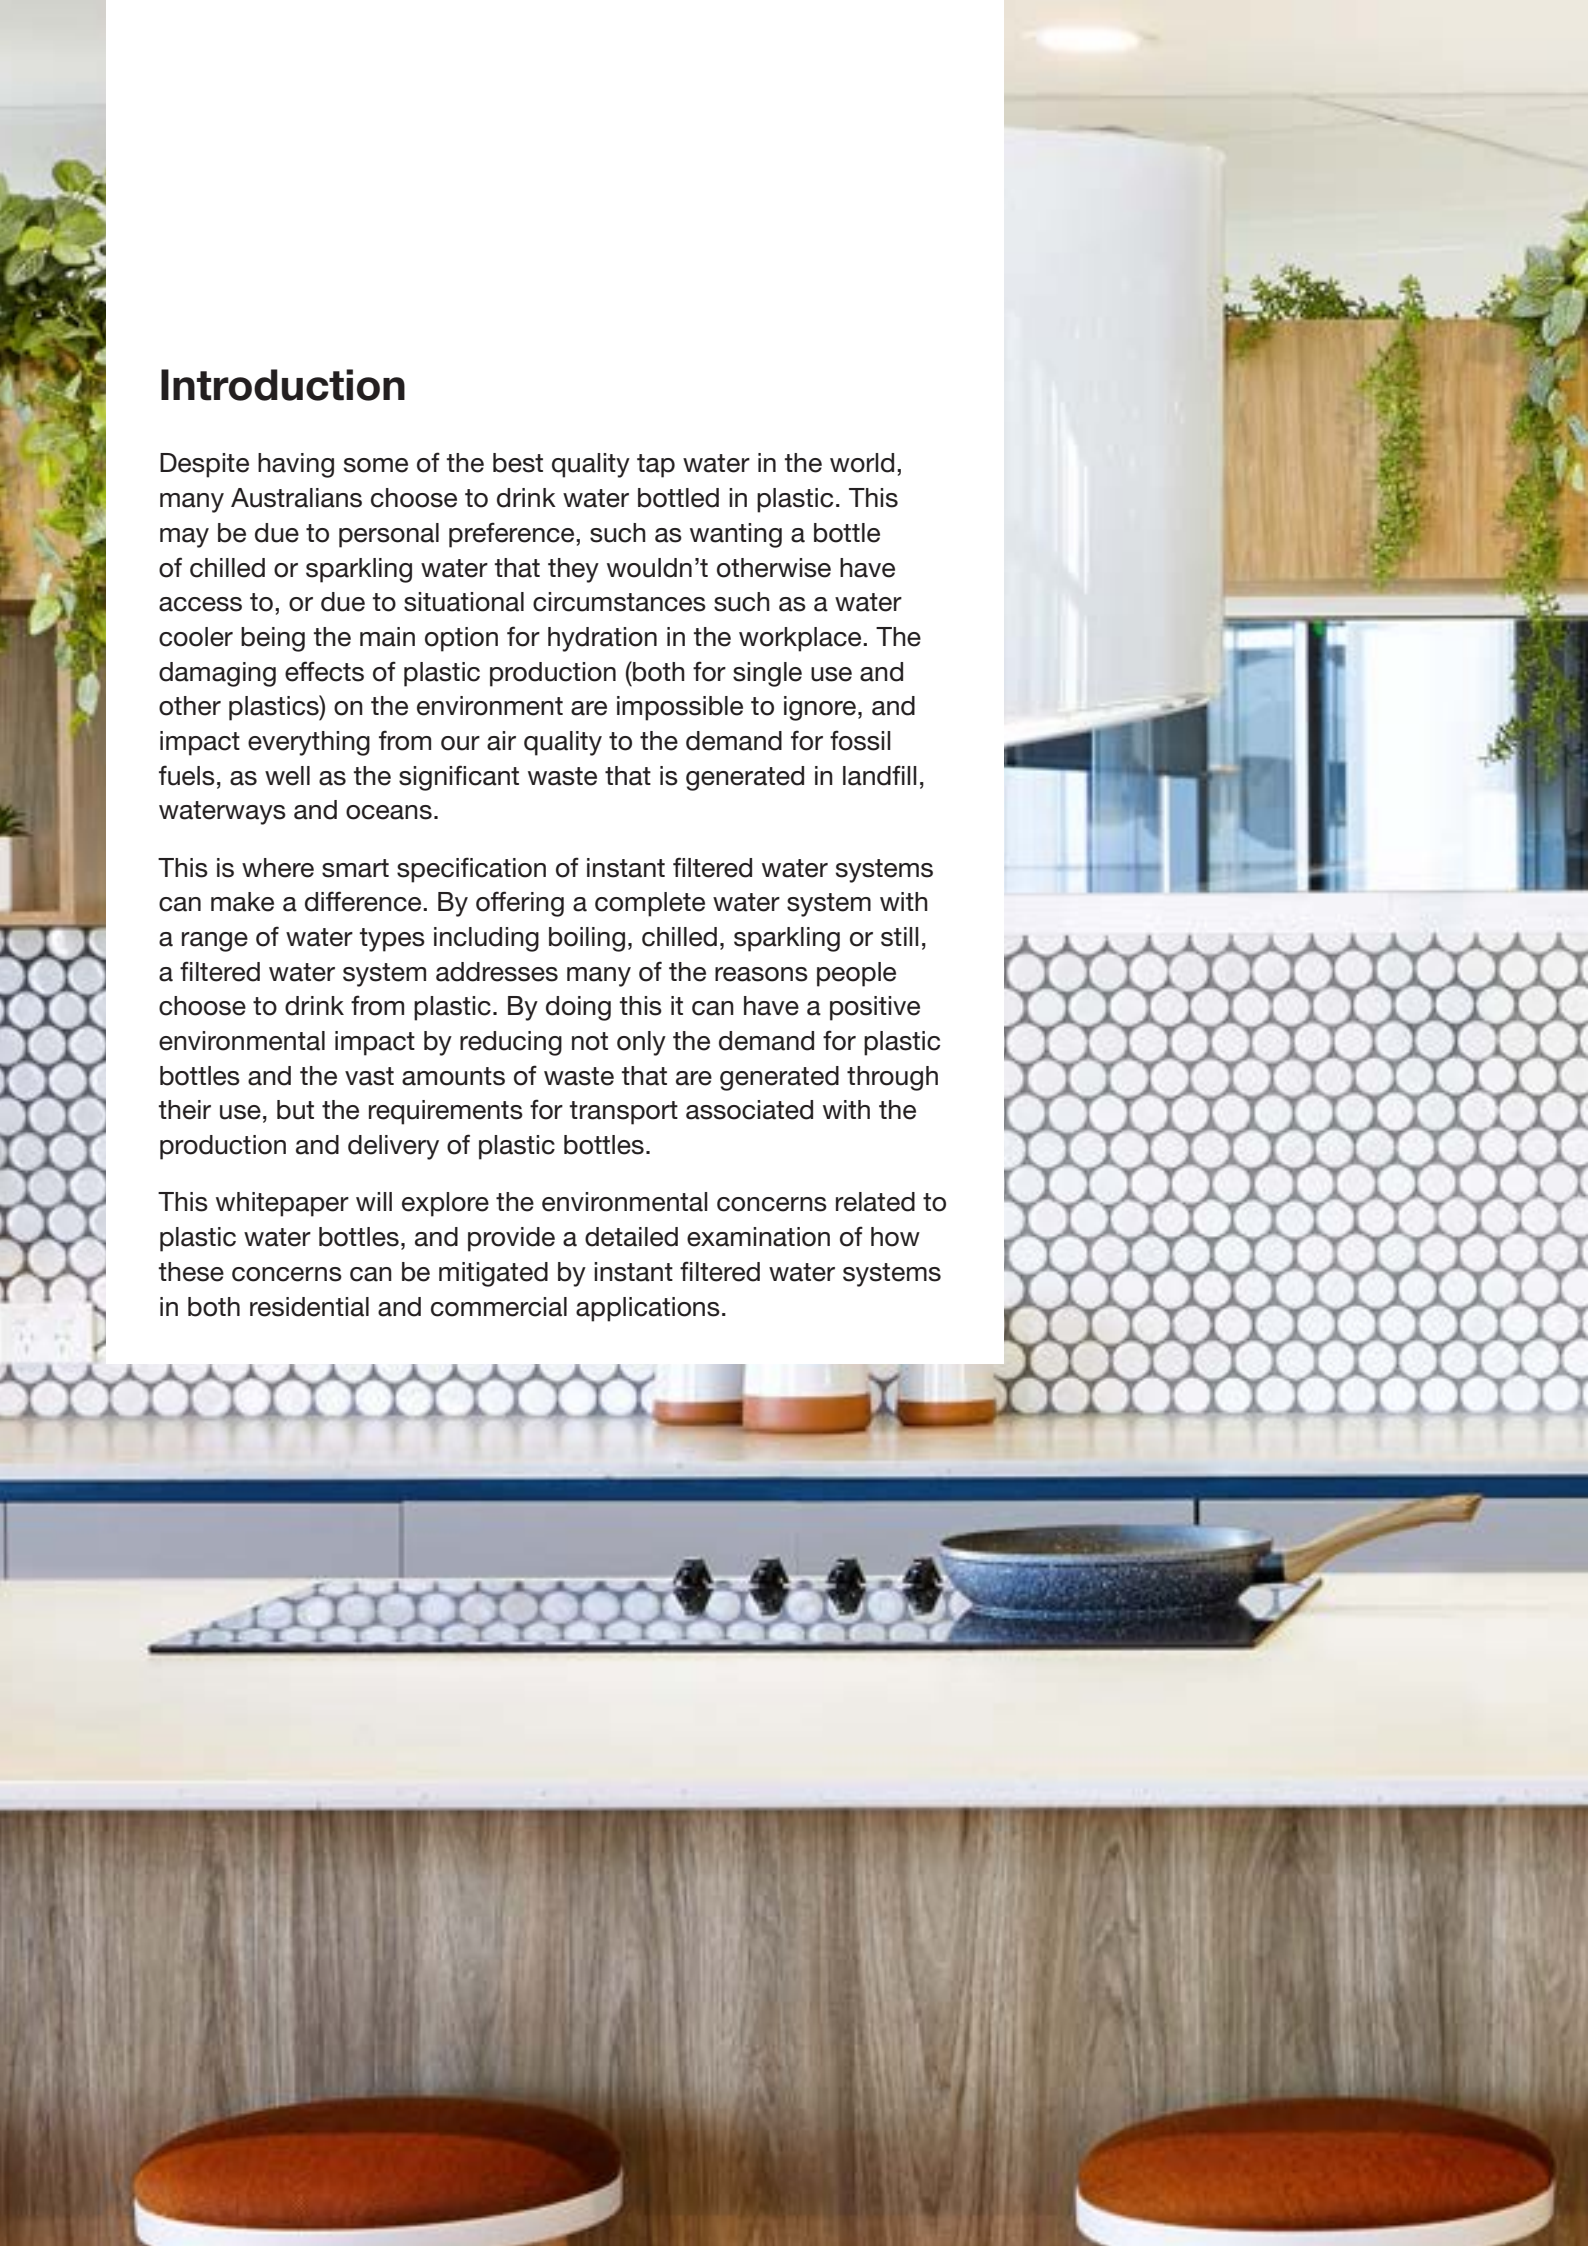 Introduction
Despite having some of the best quality tap water in the world,
many Australians choose to drink water bottled in plastic. This
may be due to personal preference, such as wanting a bottle
of chilled or sparkling water that they wouldn’t otherwise have
access to, or due to situational circumstances such as a water
cooler being the main option for hydration in the workplace. The
damaging effects of plastic production (both for single use and
other plastics) on the environment are impossible to ignore, and
impact everything from our air quality to the demand for fossil
fuels, as well as the significant waste that is generated in landfill,
waterways and oceans.
This is where smart specification of instant filtered water systems
can make a difference. By offering a complete water system with
a range of water types including boiling, chilled, sparkling or still,
a filtered water system addresses many of the reasons people
choose to drink from plastic. By doing this it can have a positive
environmental impact by reducing not only the demand for plastic
bottles and the vast amounts of waste that are generated through
their use, but the requirements for transport associated with the
production and delivery of plastic bottles.
This whitepaper will explore the environmental concerns related to
plastic water bottles, and provide a detailed examination of how
these concerns can be mitigated by instant filtered water systems
in both residential and commercial applications.